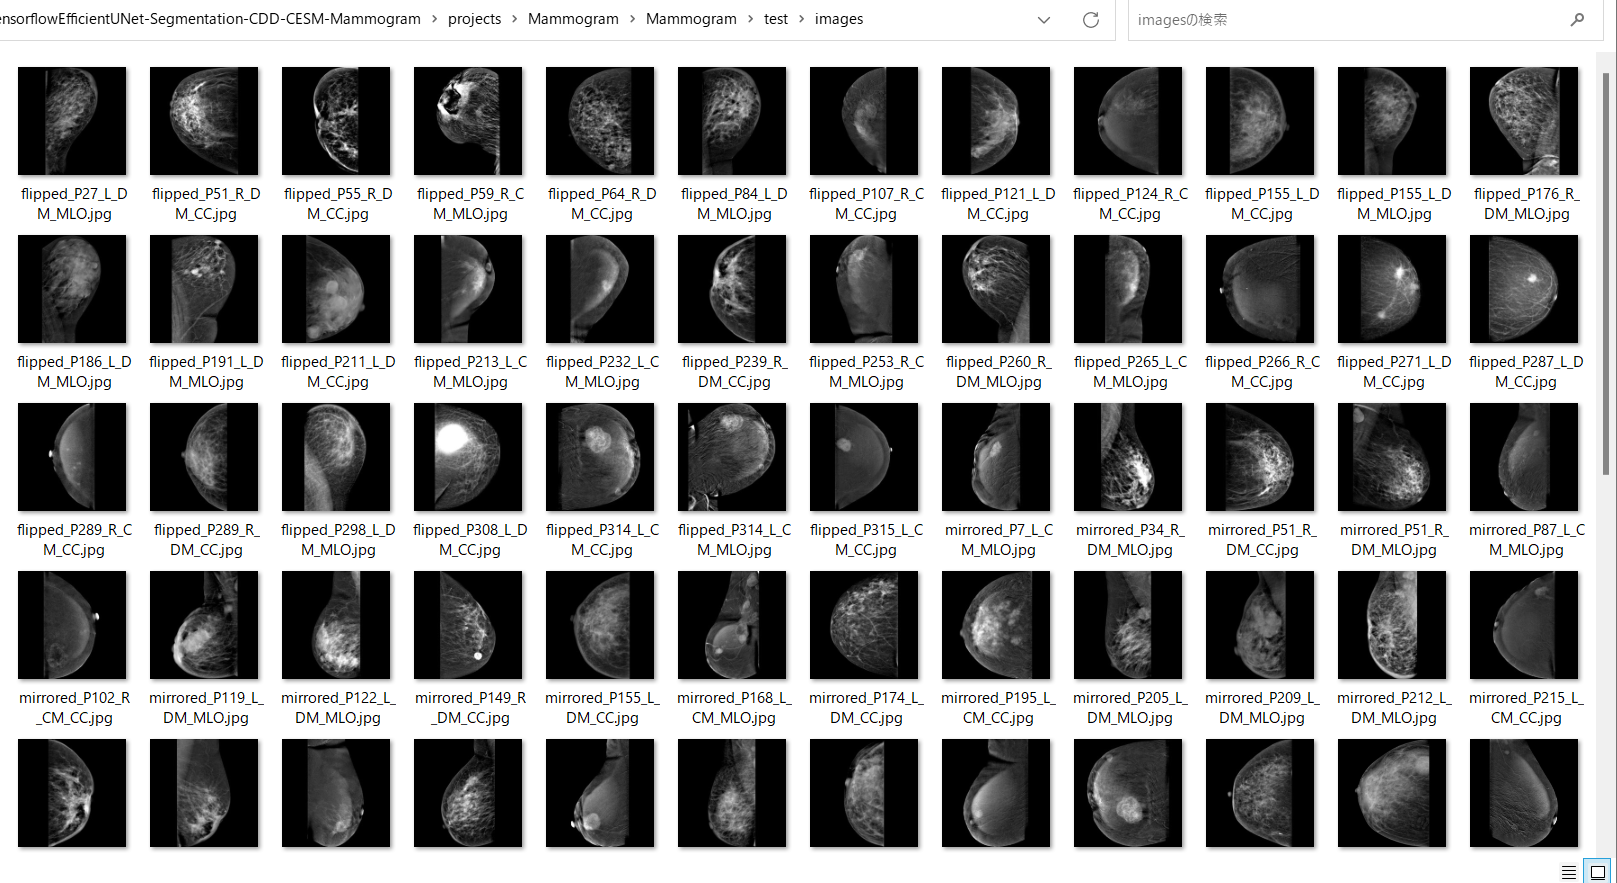 ensorflowEfficientUNet-Segmentation-CDD-CESM-Mammogram > projects > Mammogram > Mammogram > test > images
imagesの検索
flipped_P27_L_D
M_MLO.jpg
flipped_P51_R_D
M_CC.jpg
flipped_P55_R_D
M_CC.jpg
flipped_P59_R_C
M_MLO.jpg
flipped_P64_R_D
M_CC.jpg
flipped_P84_L_D
M_MLO.jpg
flipped_P107_R_C
M_CC.jpg
flipped_P121_L_D
M_CC.jpg
flipped_P124_R_C
M_CC.jpg
flipped_P155_L_D
M_CC.jpg
flipped_P155_L_D
M_MLO.jpg
flipped_P176_R_
DM_MLO.jpg
flipped_P186_L_D
M_MLO.jpg
flipped_P191_L_D
M_MLO.jpg
flipped_P211_L_D
M_CC.jpg
flipped_P213_L_C
M_MLO.jpg
flipped_P232_L_C
M_MLO.jpg
flipped_P239_R_
DM_CC.jpg
flipped_P253_R_C
M_MLO.jpg
flipped_P260_R_
DM_MLO.jpg
flipped_P265_L_C
M_MLO.jpg
flipped_P266_R_C
M_CC.jpg
flipped_P271_L_D
M_CC.jpg
flipped_P287_L_D
M_CC.jpg
flipped_P289_R_C
M_CC.jpg
flipped_P289_R_
DM_CC.jpg
flipped_P298_L_D
M_MLO.jpg
flipped_P308_L_D
M_CC.jpg
flipped_P314_L_C
M_CC.jpg
flipped_P314_L_C
M_MLO.jpg
flipped_P315_L_C
M_CC.jpg
mirrored_P7_L_C
M_MLO.jpg
mirrored_P34_R_
DM_MLO.jpg
mirrored_P51_R_
DM_CC.jpg
mirrored_P51_R_
DM_MLO.jpg
mirrored_P87_L_C
M_MLO.jpg
mirrored_P102_R
_CM_CC.jpg
mirrored_P119_L_
DM_MLO.jpg
mirrored_P122_L_
DM_MLO.jpg
mirrored_P149_R
_DM_CC.jpg
mirrored_P155_L_
DM_CC.jpg
mirrored_P168_L_
CM_MLO.jpg
mirrored_P174_L_
DM_CC.jpg
mirrored_P195_L_
CM_CC.jpg
mirrored_P205_L_
DM_MLO.jpg
mirrored_P209_L_
DM_MLO.jpg
mirrored_P212_L_
DM_MLO.jpg
mirrored_P215_L_
CM_CC.jpg